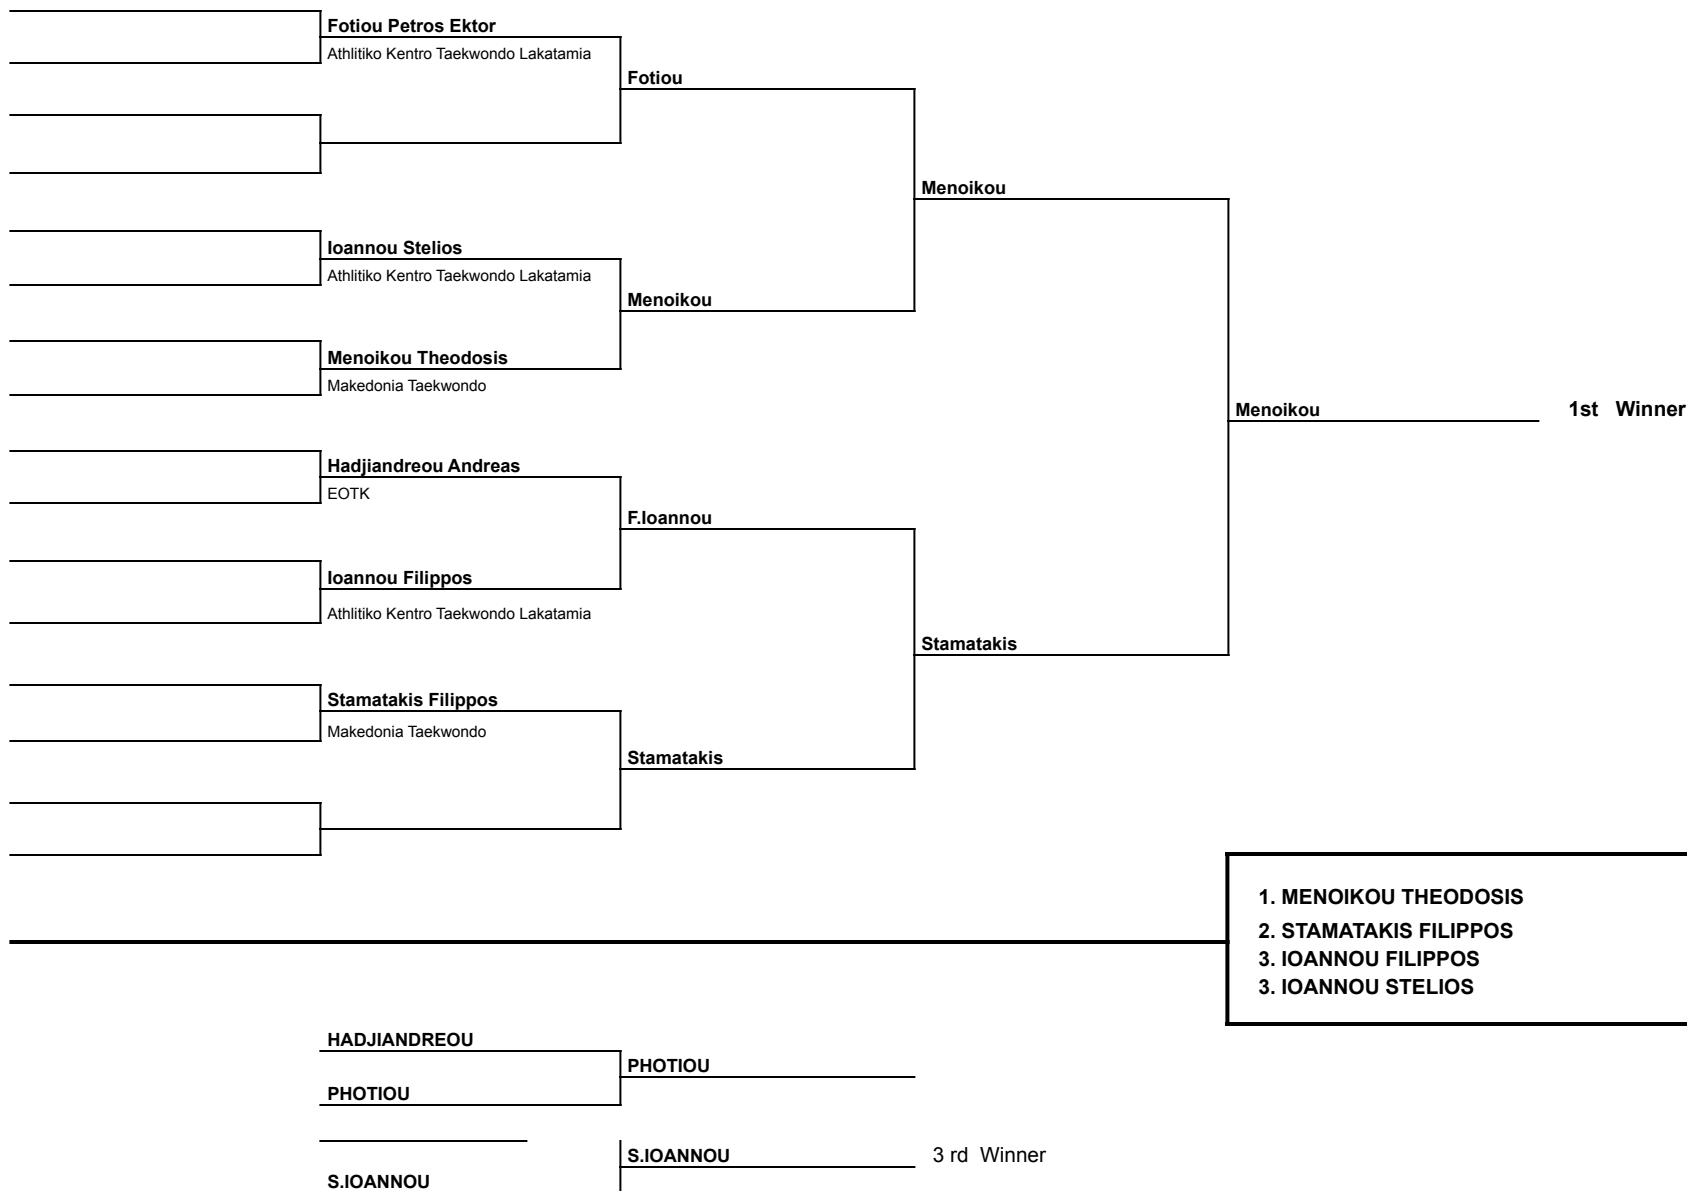 Fotiou Petros Ektor
Athlitiko Kentro Taekwondo Lakatamia
Fotiou
Menoikou
Ioannou Stelios
Athlitiko Kentro Taekwondo Lakatamia
Menoikou
Menoikou Theodosis
Makedonia Taekwondo
Menoikou
1st Winner
Hadjiandreou Andreas
EOTK
F.Ioannou
Ioannou Filippos
Athlitiko Kentro Taekwondo Lakatamia
Stamatakis
Stamatakis Filippos
Makedonia Taekwondo
Stamatakis
1. MENOIKOU THEODOSIS
2. STAMATAKIS FILIPPOS
3. IOANNOU FILIPPOS
3. IOANNOU STELIOS
HADJIANDREOU
PHOTIOU
PHOTIOU
S.IOANNOU
3 rd Winner
S.IOANNOU